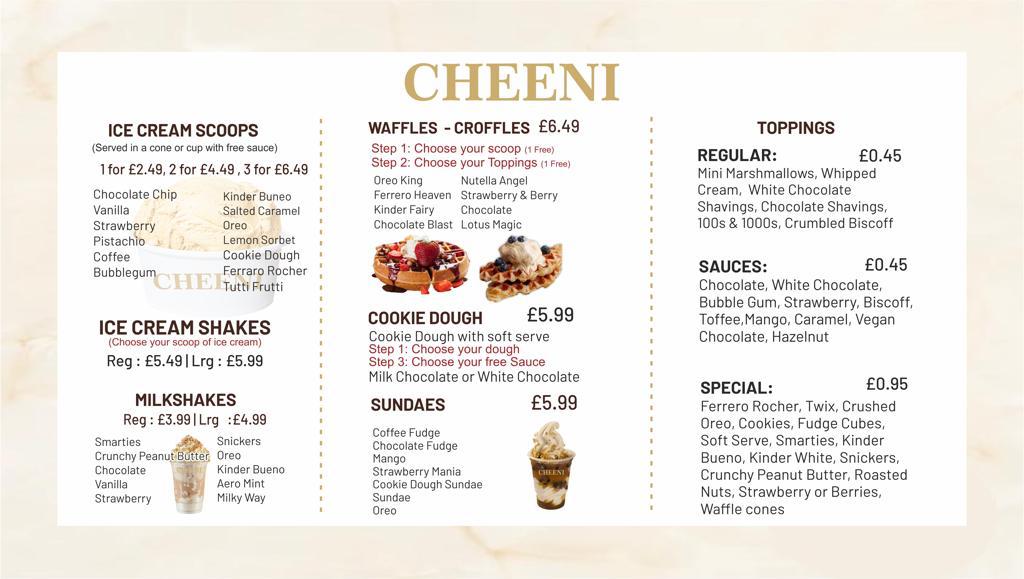 CHEENI
ICE CREAM SCOOPS
(Served in a cone or cup with free sauce)
1 for £2.49, 2 for £4.49 , 3 for £6.49
Chocolate Chip
Vanilla
Strawberry
Pistachio
Coffee
Bubblegum
Kinder Buneo
Salted Caramel
Oreo
Lemon Sorbet
Cookie Dough
Ferraro Rocher
Tutti Frutti
CHEENI
ICE CREAM SHAKES
(Choose your scoop of ice cream)
Reg : £5.49 | Lrg : £5.99
MILKSHAKES
Reg : £3.99 | Lrg :£4.99
Smarties
Crunchy Peanut Butter
Chocolate
Vanilla
Strawberry
Snickers
Oreo
Kinder Bueno
Aero Mint
Milky Way
WAFFLES - CROFFLES £6.49
Step 1: Choose your scoop (1 Free)
Step 2: Choose your Toppings (1 Free)
Oreo King
Ferrero Heaven
Kinder Fairy
Chocolate Blast
Nutella Angel
Strawberry & Berry
Chocolate
Lotus Magic
COOKIE DOUGH £5.99
Cookie Dough with soft serve
Step 1: Choose your dough
Step 3: Choose your free Sauce
Milk Chocolate or White Chocolate
SUNDAES £5.99
Coffee Fudge
Chocolate Fudge
Mango
Strawberry Mania
Cookie Dough Sundae
Sundae
Oreo
CHEENI
TOPPINGS
REGULAR: £0.45
Mini Marshmallows, Whipped
Cream, White Chocolate
Shavings, Chocolate Shavings,
100s & 1000s, Crumbled Biscoff
SAUCES: £0.45
Chocolate, White Chocolate,
Bubble Gum, Strawberry, Biscoff,
Toffee,Mango, Caramel, Vegan
Chocolate, Hazelnut
SPECIAL: £0.95
Ferrero Rocher, Twix, Crushed
Oreo, Cookies, Fudge Cubes,
Soft Serve, Smarties, Kinder
Bueno, Kinder White, Snickers,
Crunchy Peanut Butter, Roasted
Nuts, Strawberry or Berries,
Waffle cones